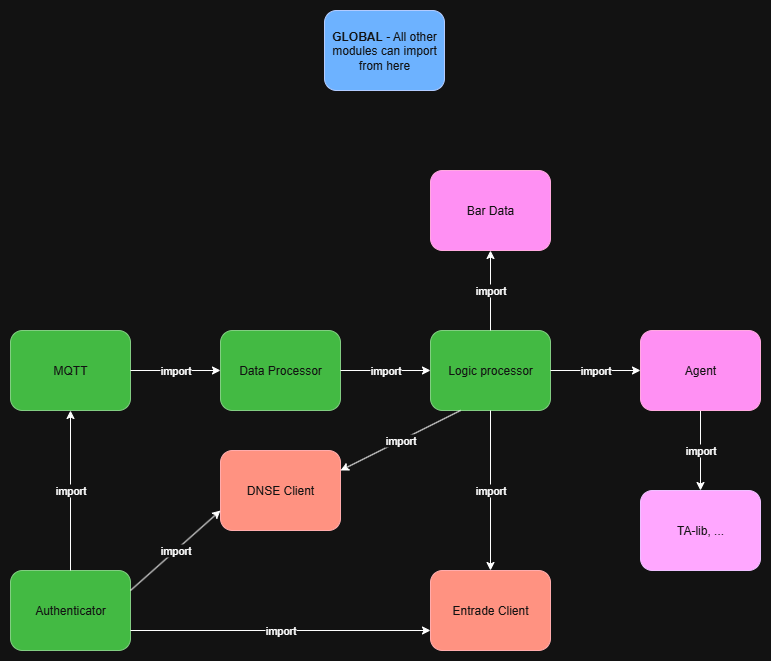 GLOBAL - All other
modules can import
from here
Bar Data
import
MQTT
import
Data Processor
import
Logic processor
import
Agent
import
import
DNSE Client
import
import
import
TA-lib, ...
import
Authenticator
import
Entrade Client